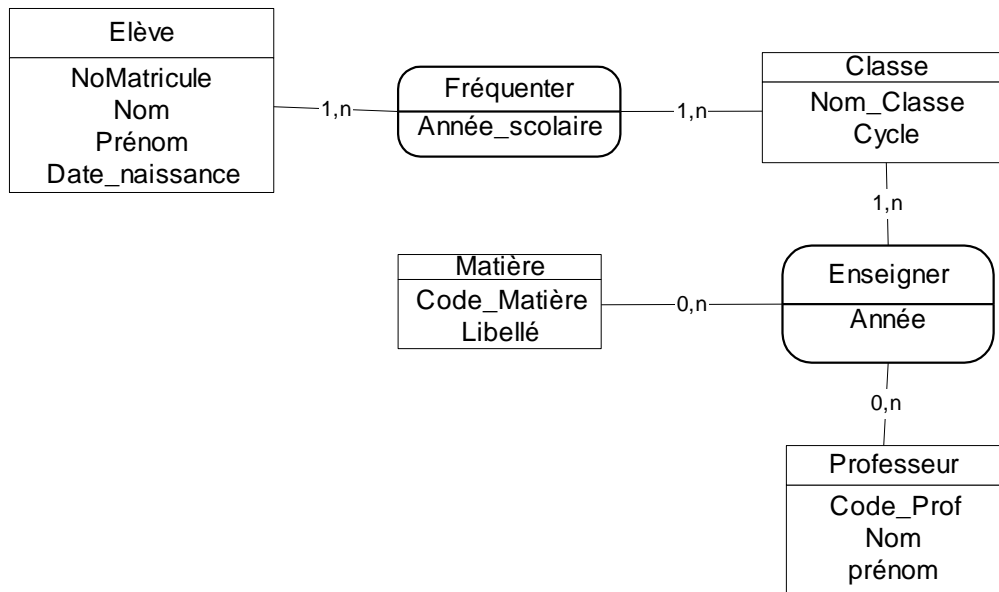 Elève
NoMatricule
Nom
Prénom
Date_naissance
1,n
Fréquenter
Année_scolaire
1,n
Classe
Nom_Classe
Cycle
1,n
Matière
Code_Matière
Libellé
0,n
Enseigner
Année
0,n
Professeur
Code_Prof
Nom
prénom